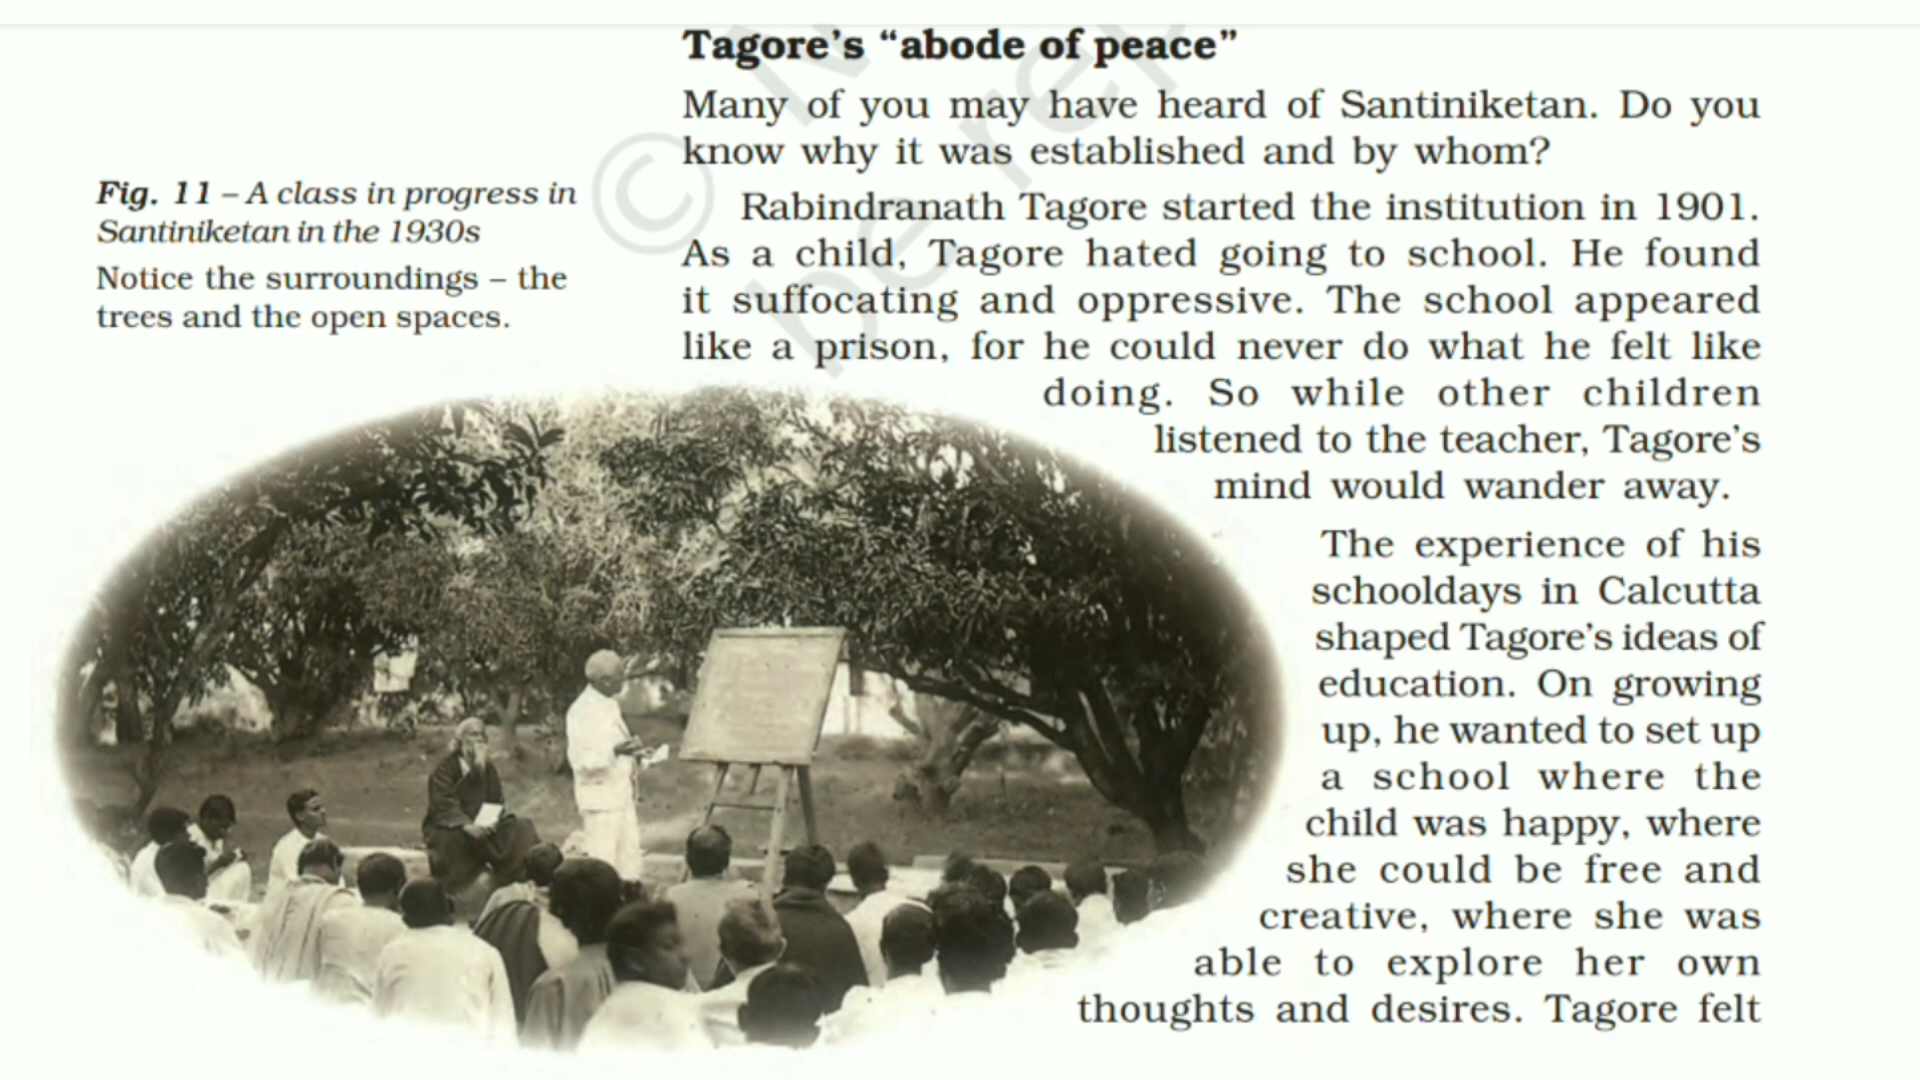 Tagore's “abode of peace”
Many of you may have heard of Santiniketan. Do you
know why it was established and by whom?
Fig. 11 – A class in progress in
Santiniketan in the 1930s
Notice the surroundings – the
trees and the open spaces.
Rabindranath Tagore started the institution in 1901.
As a child, Tagore hated going to school. He found
it suffocating and oppressive. The school appeared
like a prison, for he could never do what he felt like
doing. So while other children
listened to the teacher, Tagore's
mind would wander away.
The experience of his
schooldays in Calcutta
shaped Tagore's ideas of
education. On growing
up, he wanted to set up
a school where the
child was happy, where
she could be free and
creative, where she was
able to explore her own
thoughts and desires. Tagore felt
© N
be rep